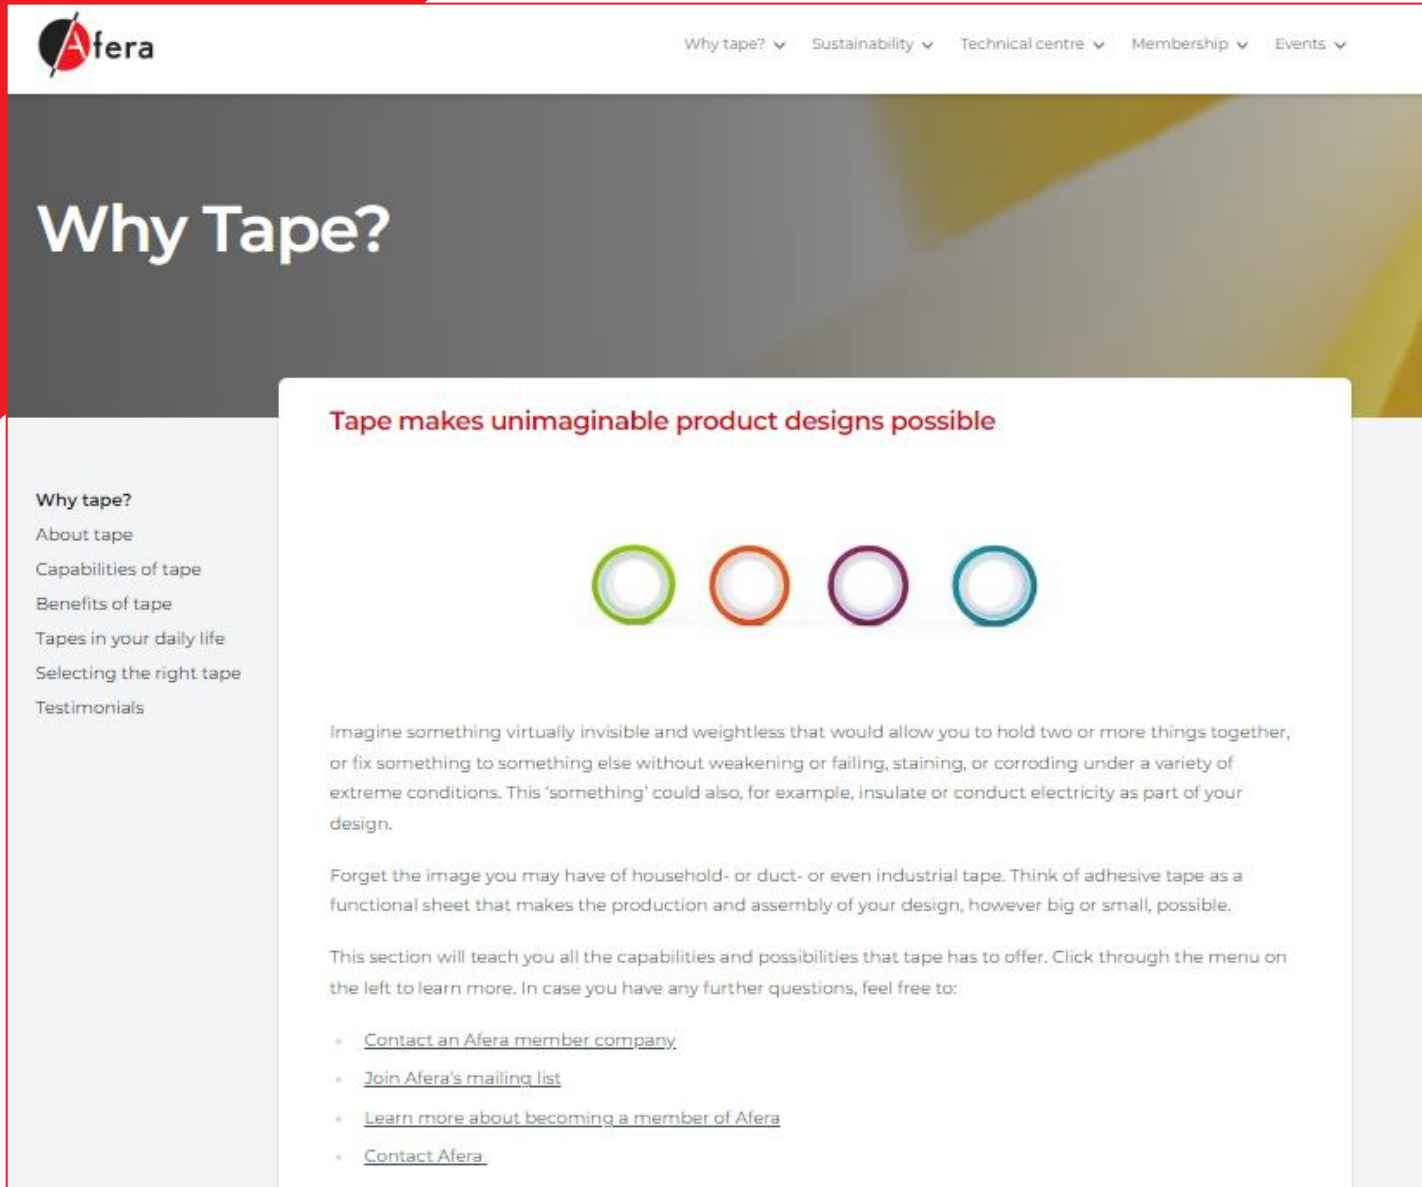 Afera
Why tape?
Sustainability
Technical centre
Membership
Events
Why Tape?
Tape makes unimaginable product designs possible
Why tape?
About tape
Capabilities of tape
Benefits of tape
Tapes in your daily life
Selecting the right tape
Testimonials
Imagine something virtually invisible and weightless that would allow you to hold two or more things together,
or fix something to something else without weakening or failing, staining, or corroding under a variety of
extreme conditions. This 'something' could also, for example, insulate or conduct electricity as part of your
design.
Forget the image you may have of household- or duct- or even industrial tape. Think of adhesive tape as a
functional sheet that makes the production and assembly of your design, however big or small, possible.
This section will teach you all the capabilities and possibilities that tape has to offer. Click through the menu on
the left to learn more. In case you have any further questions, feel free to:
Contact an Afera member company
Join Afera's mailing list
Learn more about becoming a member of Afera
Contact Afera